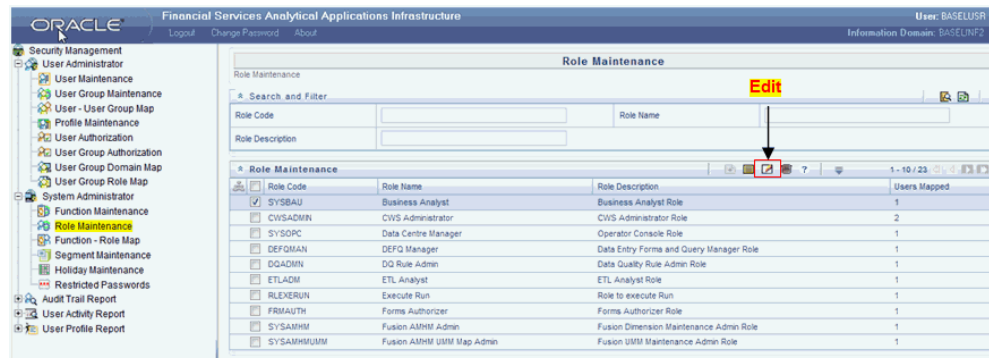 ORACLE
Financial Services Analytical Applications Infrastructure
User: BASELUSR
Logout Change Password About
Information Domain: BASELINF2
Security Management
User Administrator
User Maintenance
User Group Maintenance
User - User Group Map
Profile Maintenance
User Authorization
User Group Authorization
User Group Domain Map
User Group Role Map
System Administrator
Function Maintenance
Role Maintenance
Function - Role Map
Segment Maintenance
Holiday Maintenance
Restricted Passwords
Audit Trail Report
User Activity Report
User Profile Report
Role Maintenance
Role Maintenance
Edit
Search and Filter
Role Code Role Name
Role Description
Role Maintenance ? 1 - 10 / 23
Role Code Role Name Role Description Users Mapped
SYSBAU Business Analyst Business Analyst Role 1
CWSADMIN CWS Administrator CWS Administrator Role 2
SYSOPC Data Centre Manager Operator Console Role 1
DEFQMAN DEFQ Manager Data Entry Forms and Query Manager Role 1
DQADMN DQ Rule Admin Data Quality Rule Admin Role 1
ETLADM ETL Analyst ETL Analyst Role 1
RLEXERUN Execute Run Role to execute Run 1
FRMAUTH Forms Authorizer Forms Authorizer Role 1
SYSAMHM Fusion AMHM Admin Fusion Dimension Maintenance Admin Role 1
SYSAMHMUMM Fusion AMHM UMM Map Admin Fusion UMM Maintenance Admin Role 1